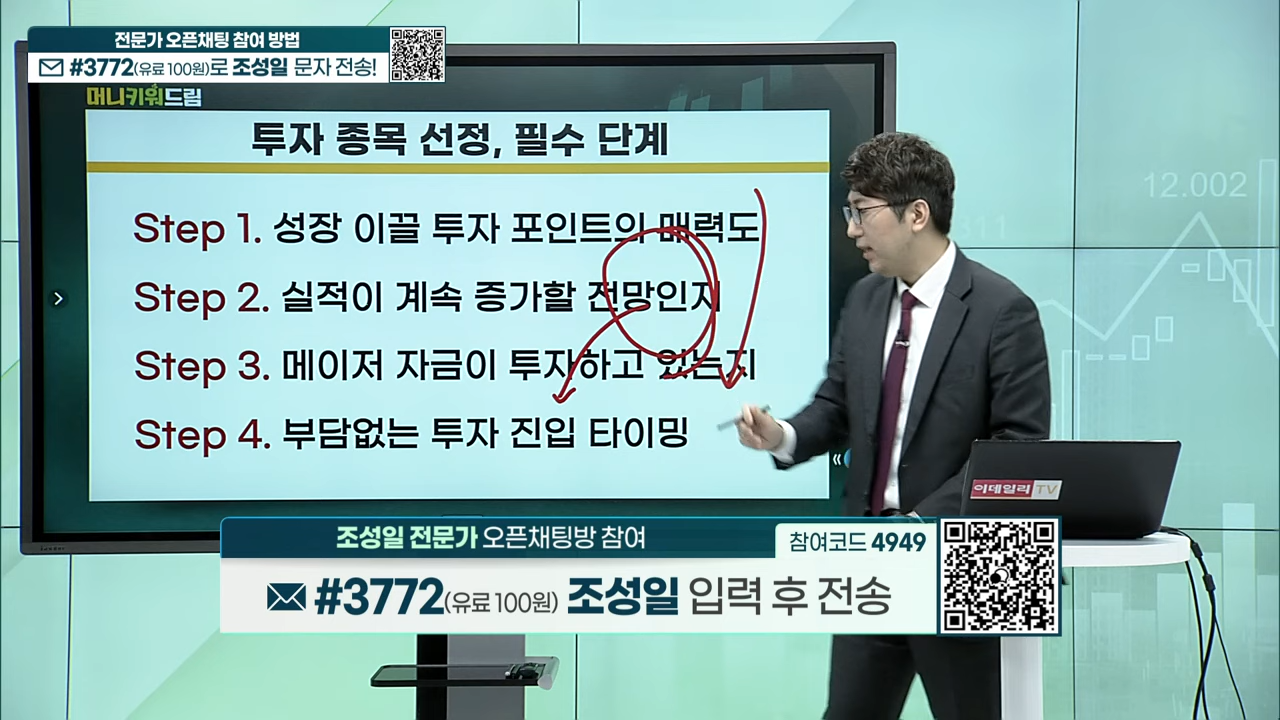 전문가 오픈채팅 참여 방법
#3772(유료 100원)로 조성일 문자 전송!
머니키워드림
투자 종목 선정, 필수 단계
Step 1. 성장 이끌 투자 포인트의 매력도
Step 2. 실적이 계속 증가할 전망인지
Step 3. 메이저 자금이 투자하고 있는지
Step 4. 부담없는 투자 진입 타이밍
12.002
811
이데일리 TV
조성일 전문가 오픈채팅방 참여
참여코드 4949
#3772(유료 100원) 조성일 입력 후 전송